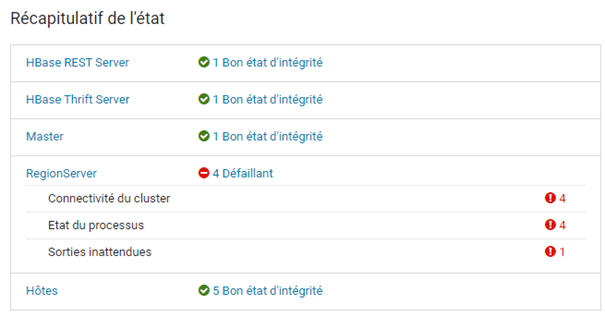 Récapitulatif de l'état
HBase REST Server 1 Bon état d'intégrité
HBase Thrift Server 1 Bon état d'intégrité
Master 1 Bon état d'intégrité
RegionServer 4 Défaillant
Connectivité du cluster 4
Etat du processus 4
Sorties inattendues 1
Hôtes 5 Bon état d'intégrité